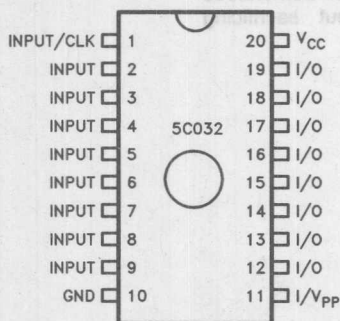 INPUT/CLK 1 20 VCC
INPUT 2 19 I/O
INPUT 3 18 I/O
INPUT 4 17 I/O
5C032
INPUT 5 16 I/O
INPUT 6 15 I/O
INPUT 7 14 I/O
INPUT 8 13 I/O
INPUT 9 12 I/O
GND 10 11 I/VPP